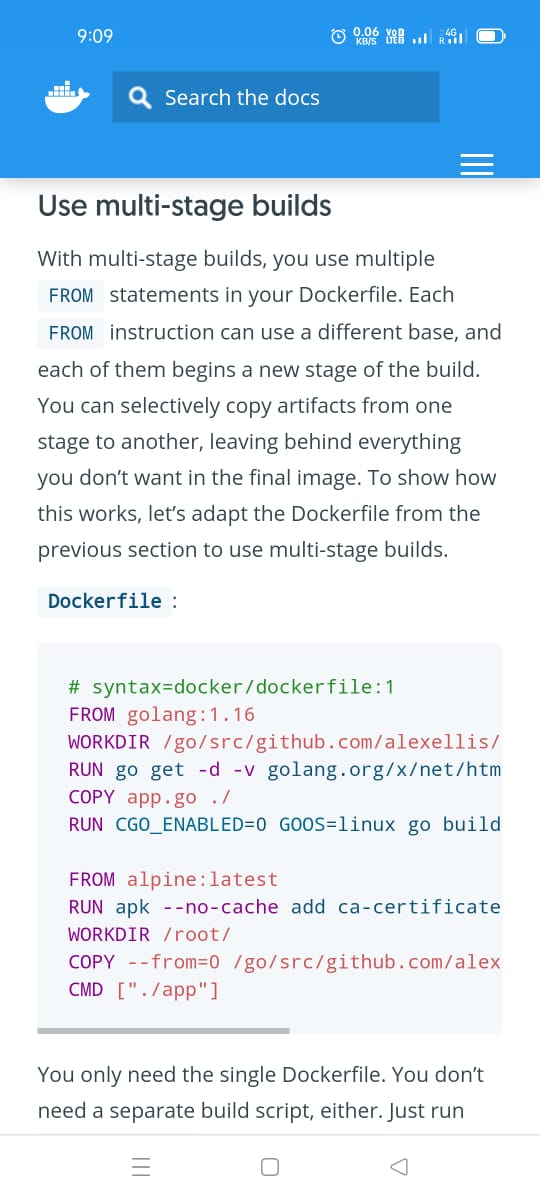 9:09
0.06 KB/S VoD LTED R 4G
Search the docs
Use multi-stage builds
With multi-stage builds, you use multiple
FROM statements in your Dockerfile. Each
FROM instruction can use a different base, and
each of them begins a new stage of the build.
You can selectively copy artifacts from one
stage to another, leaving behind everything
you don’t want in the final image. To show how
this works, let’s adapt the Dockerfile from the
previous section to use multi-stage builds.
Dockerfile :
# syntax=docker/dockerfile:1
FROM golang:1.16
WORKDIR /go/src/github.com/alexellis/
RUN go get -d -v golang.org/x/net/htm
COPY app.go ./
RUN CGO_ENABLED=0 GOOS=linux go build
FROM alpine:latest
RUN apk --no-cache add ca-certificate
WORKDIR /root/
COPY --from=0 /go/src/github.com/alex
CMD ["./app"]
You only need the single Dockerfile. You don’t
need a separate build script, either. Just run